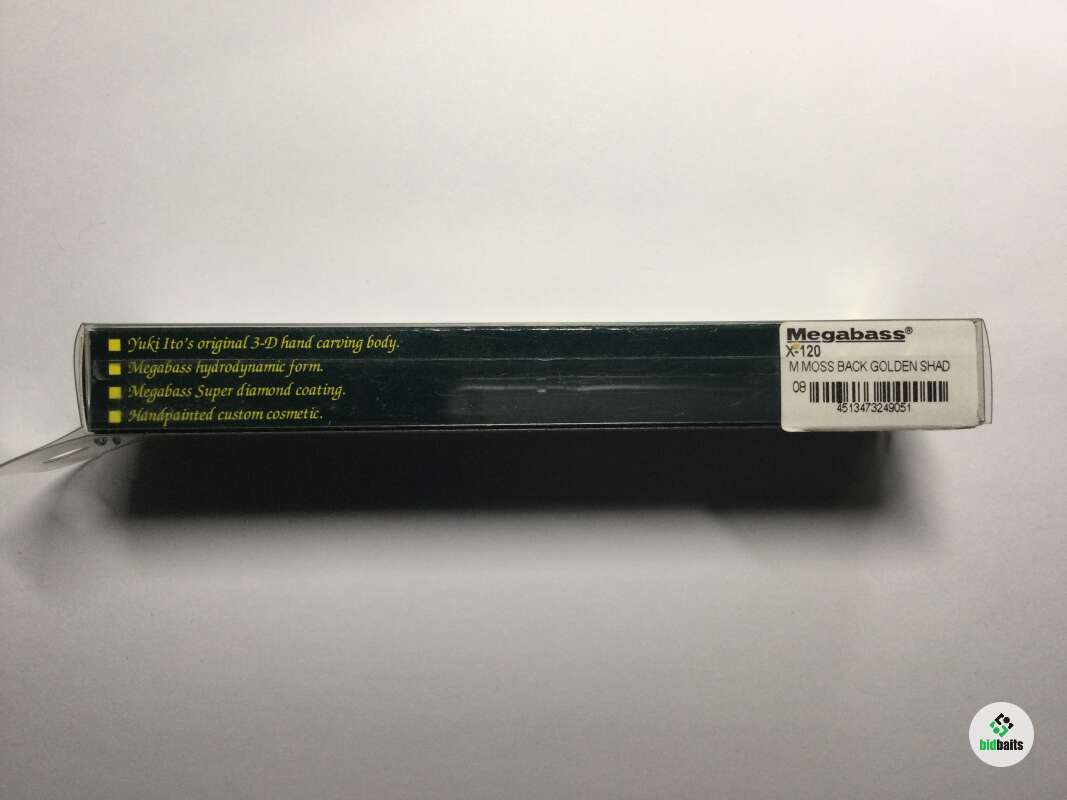 Yuki Ito's original 3-D hand carving body.
Megabass hydrodynamic form.
Megabass Super diamond coating.
Handpainted custom cosmetic.
Megabass®
X-120
M MOSS BACK GOLDEN SHAD
08
4513473249051
bidbaits